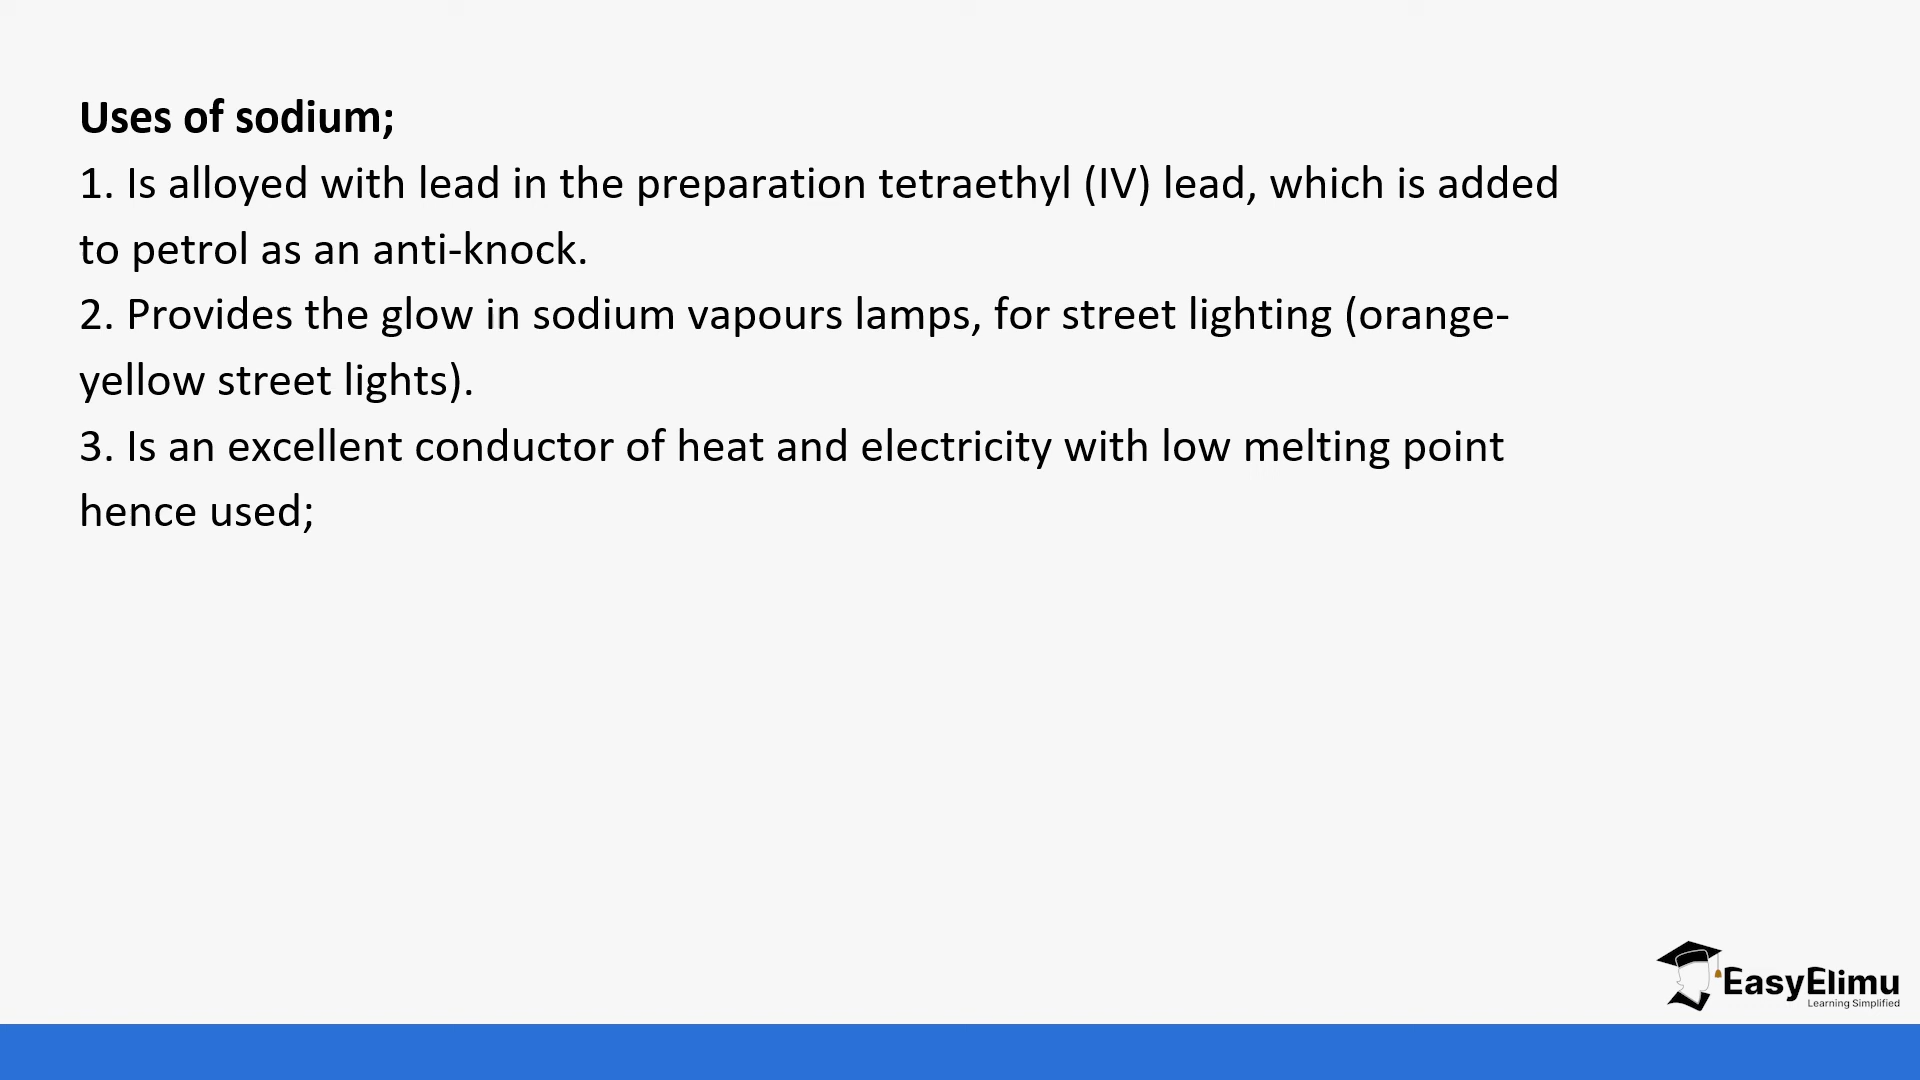 Uses of sodium;
1. Is alloyed with lead in the preparation tetraethyl (IV) lead, which is added
to petrol as an anti-knock.
2. Provides the glow in sodium vapours lamps, for street lighting (orange-
yellow street lights).
3. Is an excellent conductor of heat and electricity with low melting point
hence used;
EasyElimu
Learning Simplified